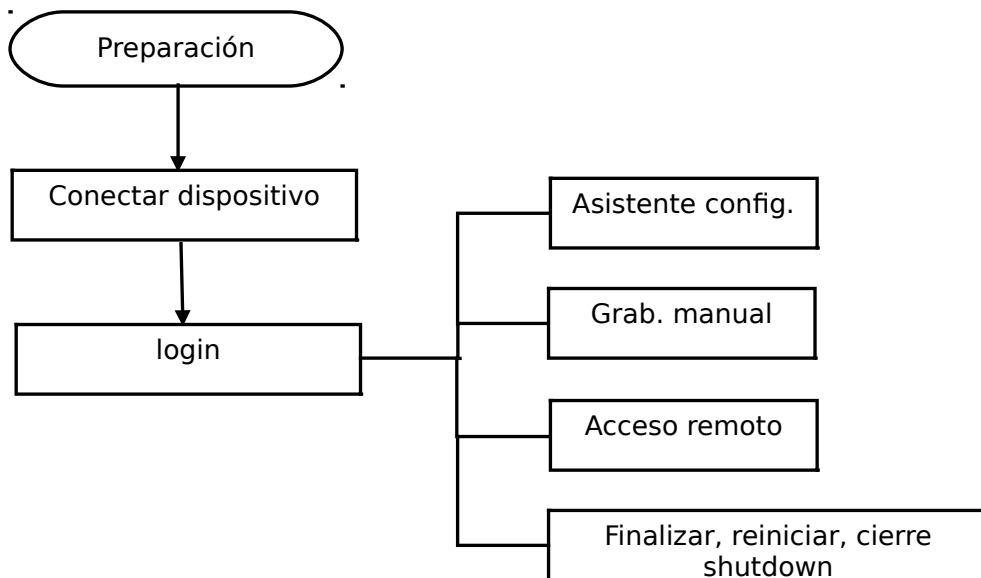 Preparación
Conectar dispositivo
login
Asistente config.
Grab. manual
Acceso remoto
Finalizar, reiniciar, cierre
shutdown